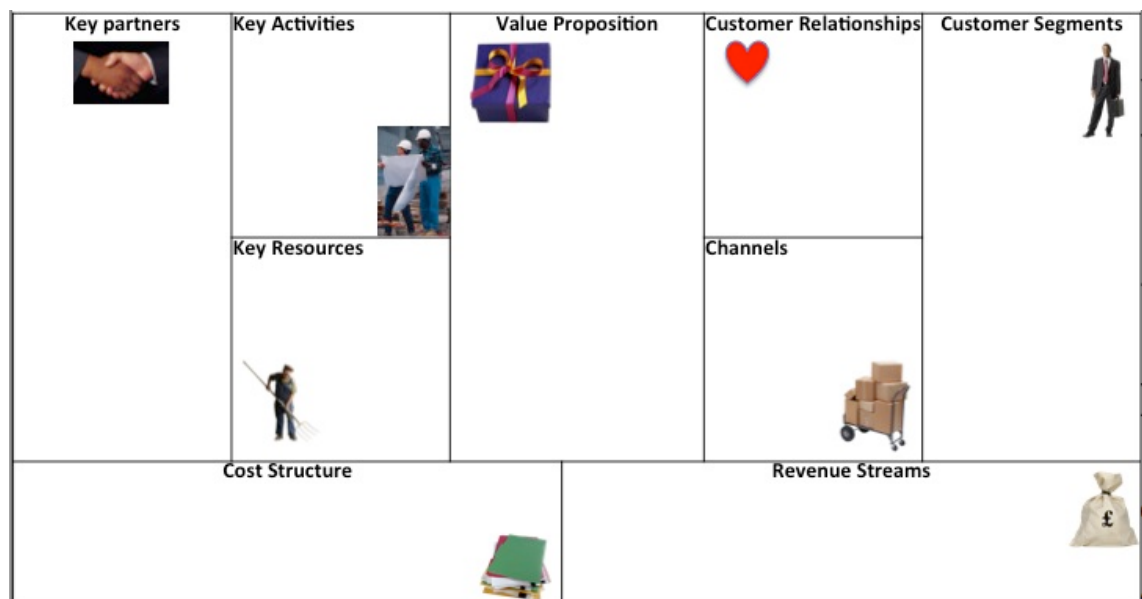 Key partners
Key Activities
Value Proposition
Customer Relationships
Customer Segments
Key Resources
Channels
Cost Structure
Revenue Streams
£